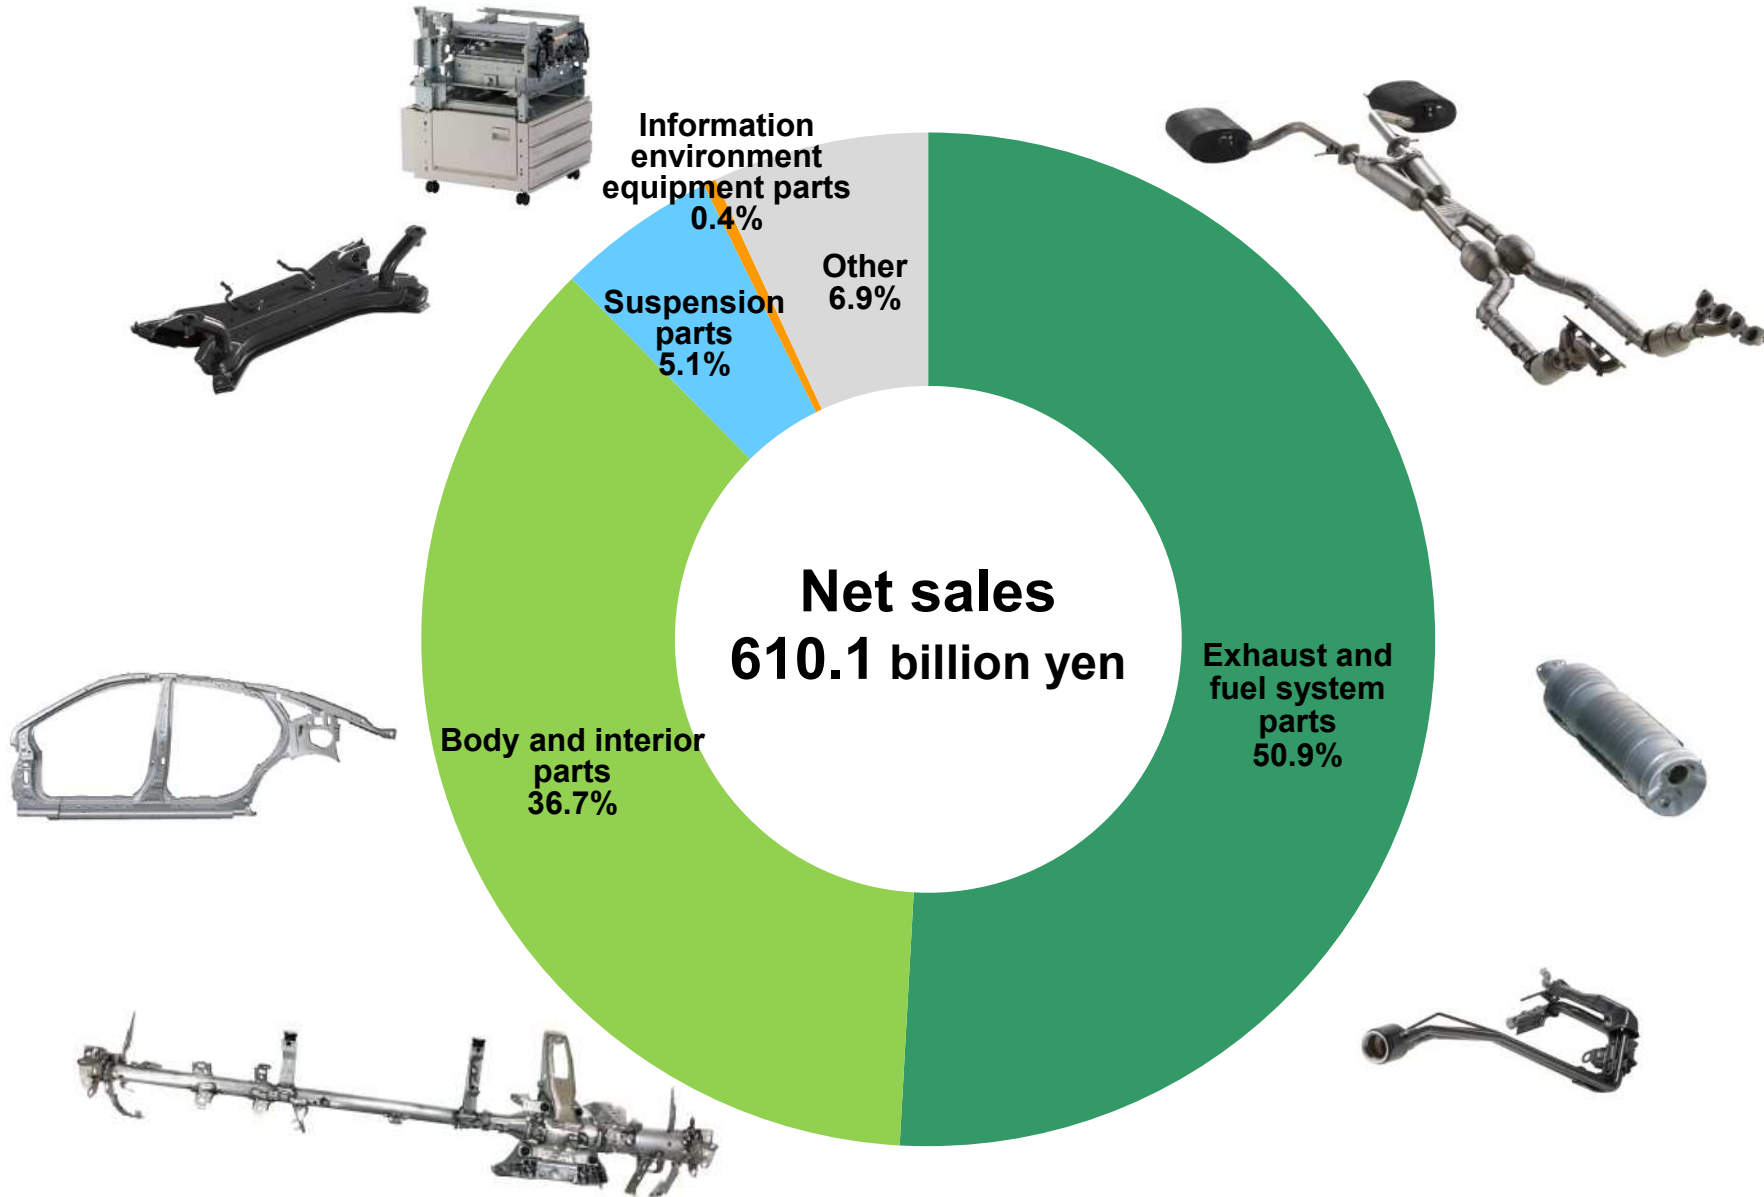 Information
environment
equipment parts
0.4%
Other
6.9%
Suspension
parts
5.1%
Net sales
610.1 billion yen
Exhaust and
fuel system
parts
50.9%
Body and interior
parts
36.7%